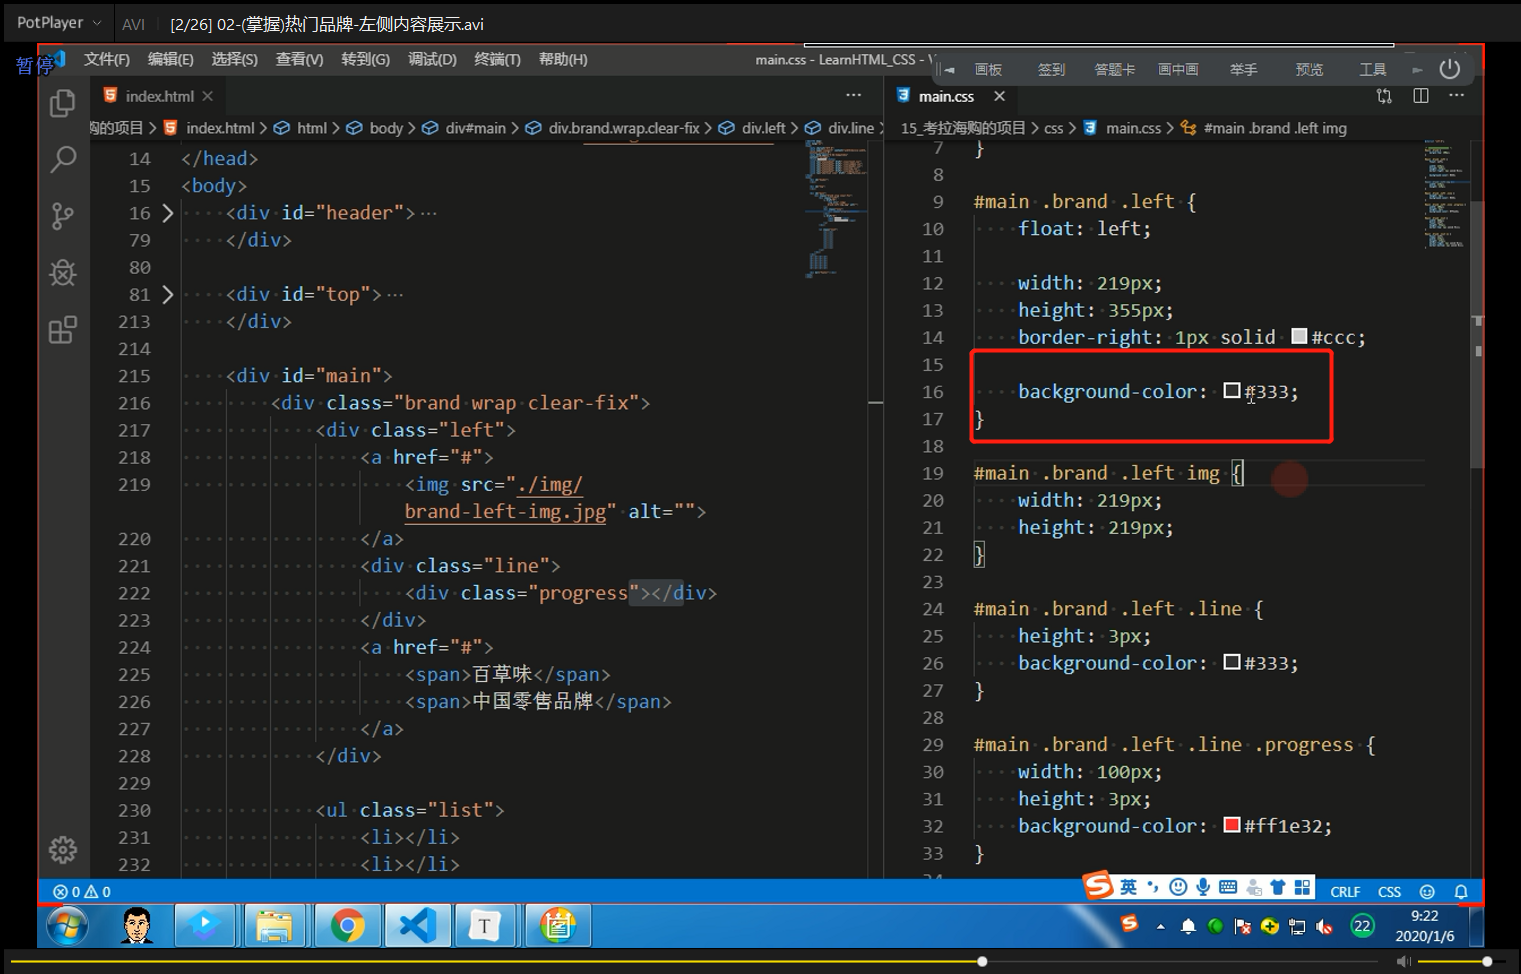 PotPlayer
AVI
[2/26] 02-(掌握)热门品牌-左侧内容展示.avi
暂停
文件(F) 编辑(E) 选择(S) 查看(V) 转到(G) 调试(D) 终端(T) 帮助(H)
main.css - LearnHTML_CSS -
画板 签到 答题卡 画中画 举手 预览 工具
index.html
main.css
购的项目 > index.html > html > body > div#main > div.brand.wrap.clear-fix > div.left > div.line >
15_考拉海购的项目 > css > main.css > #main .brand .left img
14 </head>
15 <body>
16 <div id="header">…
79 </div>
80
81 <div id="top">…
213 </div>
214
215 <div id="main">
216 <div class="brand wrap clear-fix">
217 <div class="left">
218 <a href="#">
219 <img src="./img/
brand-left-img.jpg" alt="">
220 </a>
221 <div class="line">
222 <div class="progress"></div>
223 </div>
224 <a href="#">
225 <span>百草味</span>
226 <span>中国零售品牌</span>
227 </a>
228 </div>
229
230 <ul class="list">
231 <li></li>
232 <li></li>
7 }
8
9 #main .brand .left {
10 float: left;
11
12 width: 219px;
13 height: 355px;
14 border-right: 1px solid #ccc;
15
16 background-color: #333;
17 }
18
19 #main .brand .left img {
20 width: 219px;
21 height: 219px;
22 }
23
24 #main .brand .left .line {
25 height: 3px;
26 background-color: #333;
27 }
28
29 #main .brand .left .line .progress {
30 width: 100px;
31 height: 3px;
32 background-color: #ff1e32;
33 }
0 0
英
CRLF CSS
T
22
9:22
2020/1/6